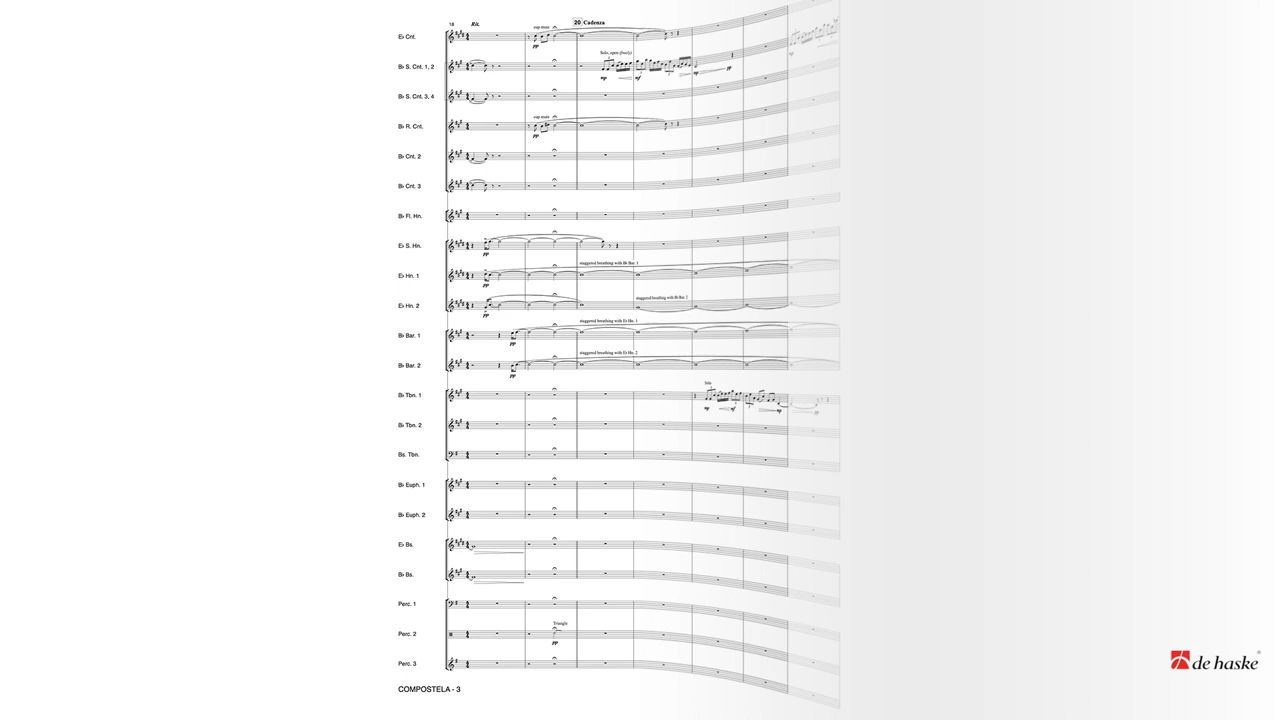 18
Rit.
20 Cadenza
E♭ Cnt.
cup mute
pp
B♭ S. Cnt. 1, 2
Solo, open (freely)
mp
mf
mp
pp
B♭ S. Cnt. 3, 4
B♭ R. Cnt.
cup mute
pp
B♭ Cnt. 2
B♭ Cnt. 3
B♭ Fl. Hn.
E♭ S. Hn.
pp
E♭ Hn. 1
staggered breathing with B♭ Bar. 1
pp
E♭ Hn. 2
staggered breathing with B♭ Bar. 2
pp
B♭ Bar. 1
staggered breathing with E♭ Hn. 1
pp
B♭ Bar. 2
staggered breathing with E♭ Hn. 2
pp
B♭ Tbn. 1
Solo
mp
mf
mp
pp
B♭ Tbn. 2
Bs. Tbn.
B♭ Euph. 1
B♭ Euph. 2
E♭ Bs.
B♭ Bs.
Perc. 1
Perc. 2
Triangle
pp
Perc. 3
COMPOSTELA - 3
de haske®